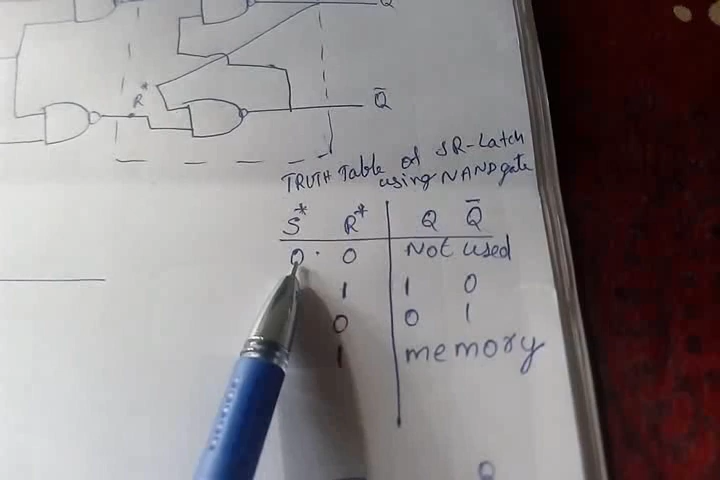 Q
R*
Q̄
TRUTH Table of SR-Latch
using NAND gate
S* R* Q Q̄
0 0 Not used
1 1 0
0 0 1
1 memory
Q